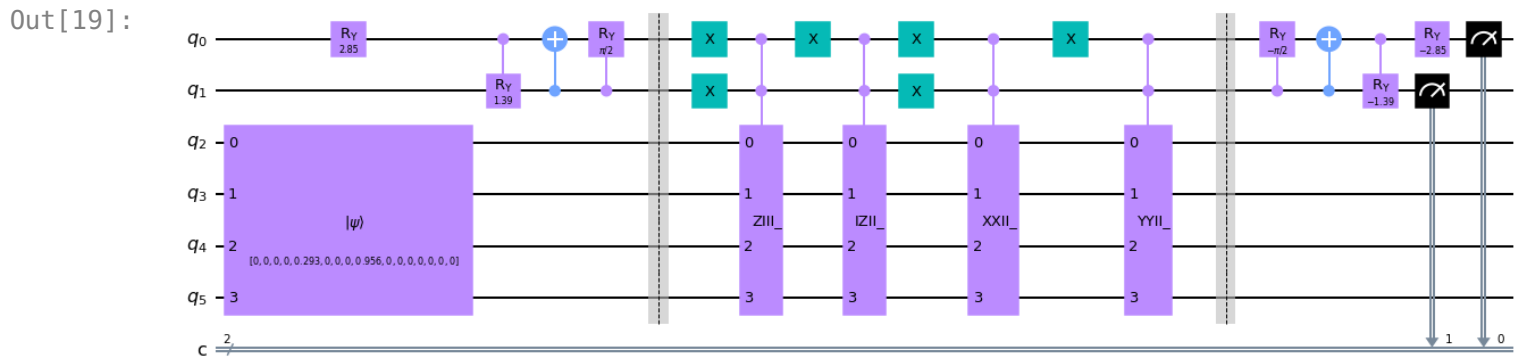 Out[19]:
q0 RY 2.85 RY π/2 X X X X RY −π/2 RY −2.85
q1 RY 1.39 X X RY −1.39
q2 0 0 0 0 0
q3 1 1 1 1 1
|ψ⟩ ZIII_ IZII_ XXII_ YYII_
q4 2 2 2 2 2
[0,0,0,0,0.293,0,0,0,0.956,0,0,0,0,0,0,0]
q5 3 3 3 3 3
c 2 1 0